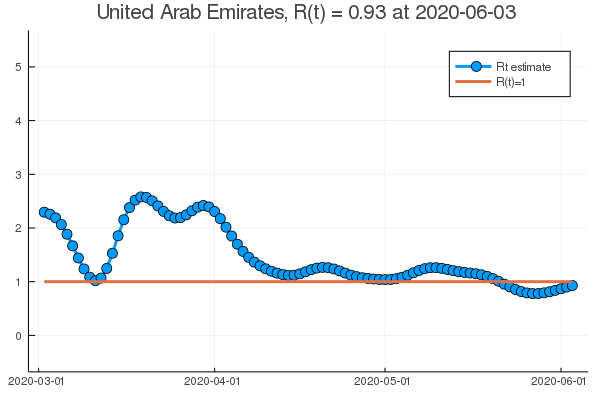 United Arab Emirates, R(t) = 0.93 at 2020-06-03
5
4
3
2
1
0
Rt estimate
R(t)=1
2020-03-01 2020-04-01 2020-05-01 2020-06-01